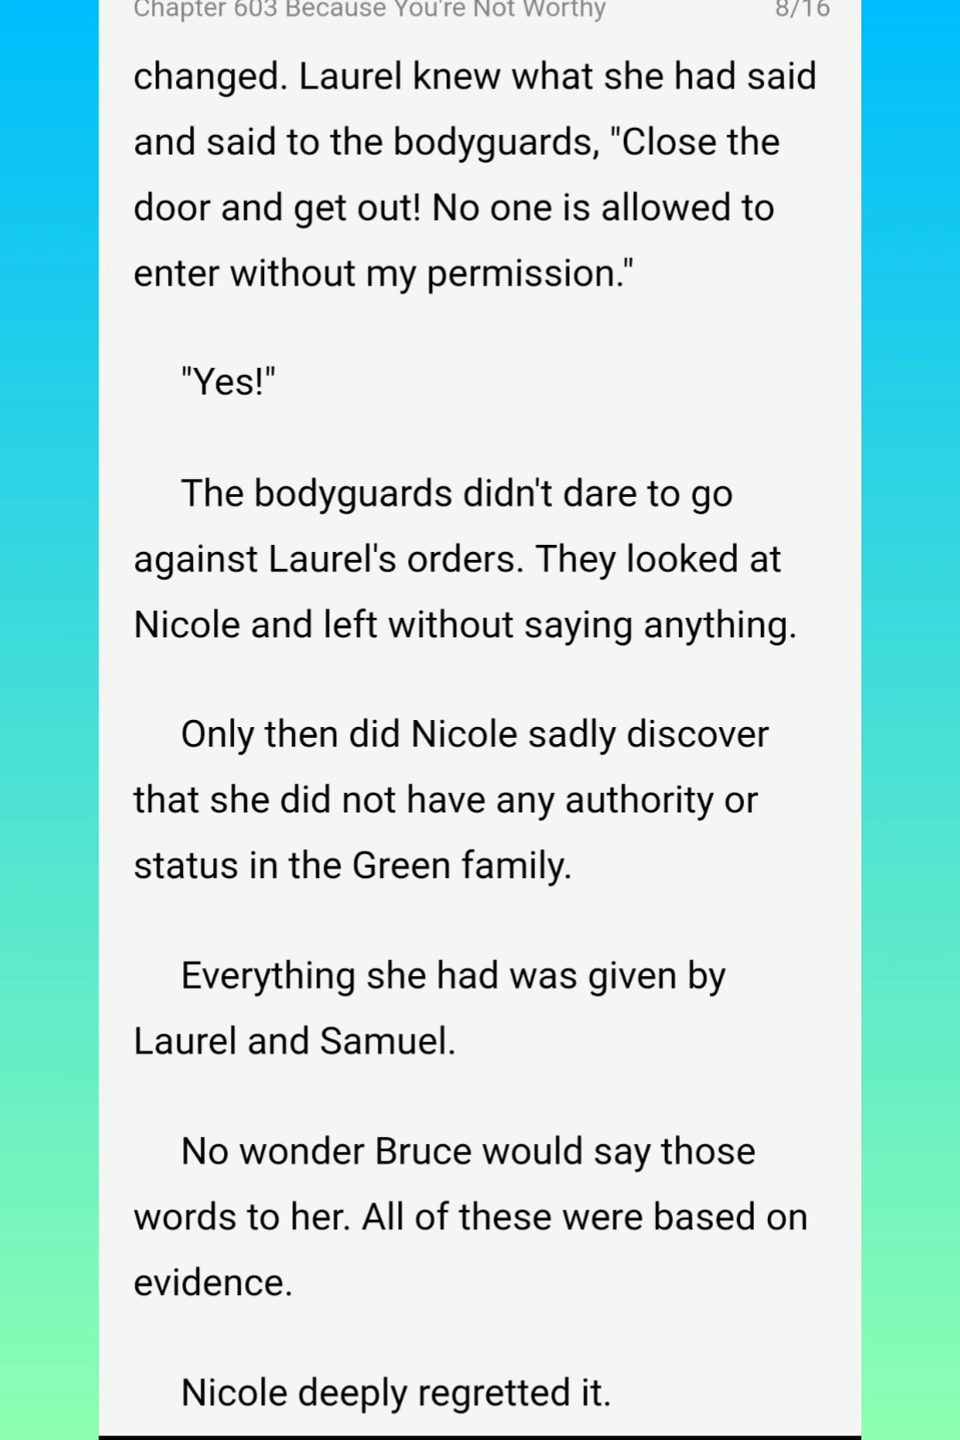 Chapter 603 Because You're Not Worthy 8/16
changed. Laurel knew what she had said
and said to the bodyguards, "Close the
door and get out! No one is allowed to
enter without my permission."
"Yes!"
The bodyguards didn't dare to go
against Laurel's orders. They looked at
Nicole and left without saying anything.
Only then did Nicole sadly discover
that she did not have any authority or
status in the Green family.
Everything she had was given by
Laurel and Samuel.
No wonder Bruce would say those
words to her. All of these were based on
evidence.
Nicole deeply regretted it.